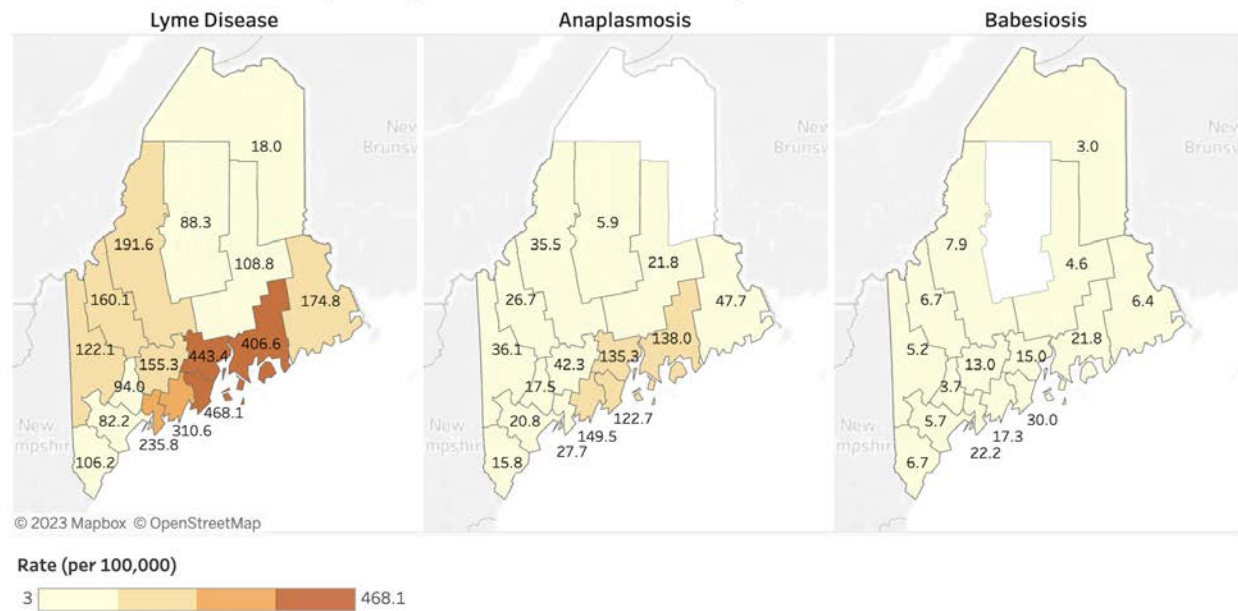 Lyme Disease
Anaplasmosis
Babesiosis
New
Brunsw
18.0
88.3
191.6
108.8
160.1
174.8
122.1
155.3
443.4
406.6
94.0
468.1
82.2
310.6
235.8
106.2
New
mpshir
© 2023 Mapbox © OpenStreetMap
New
Brunsw
5.9
35.5
21.8
26.7
47.7
36.1
42.3
135.3
138.0
17.5
122.7
20.8
149.5
27.7
15.8
New
mpshir
New
Brunsw
3.0
7.9
4.6
6.7
6.4
5.2
13.0
15.0
21.8
3.7
30.0
5.7
17.3
22.2
6.7
New
mpshir
Rate (per 100,000)
3
468.1